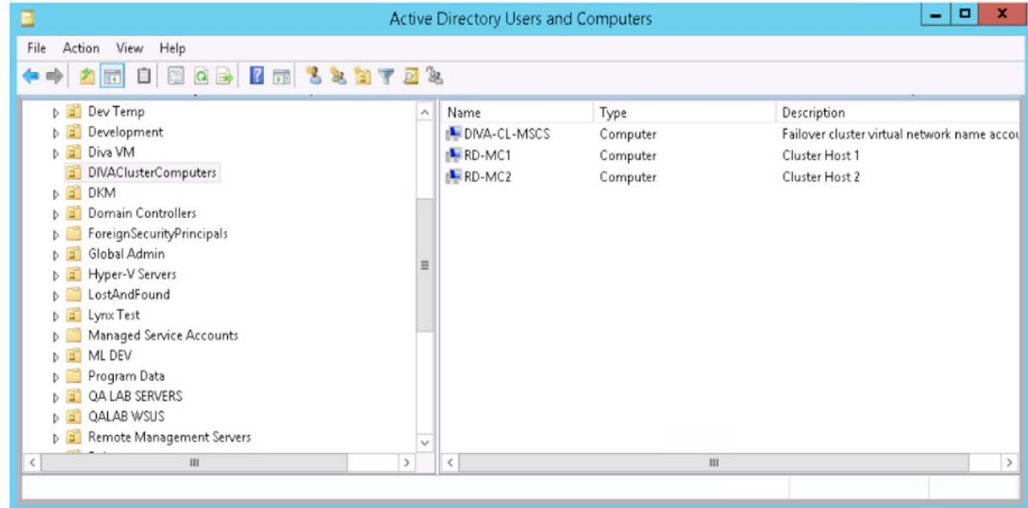 Active Directory Users and Computers
File Action View Help
Name Type Description
Dev Temp
Development
Diva VM
DIVAClusterComputers
DKM
Domain Controllers
ForeignSecurityPrincipals
Global Admin
Hyper-V Servers
LostAndFound
Lynx Test
Managed Service Accounts
ML DEV
Program Data
QA LAB SERVERS
QALAB WSUS
Remote Management Servers
DIVA-CL-MSCS Computer Failover cluster virtual network name accou
RD-MC1 Computer Cluster Host 1
RD-MC2 Computer Cluster Host 2